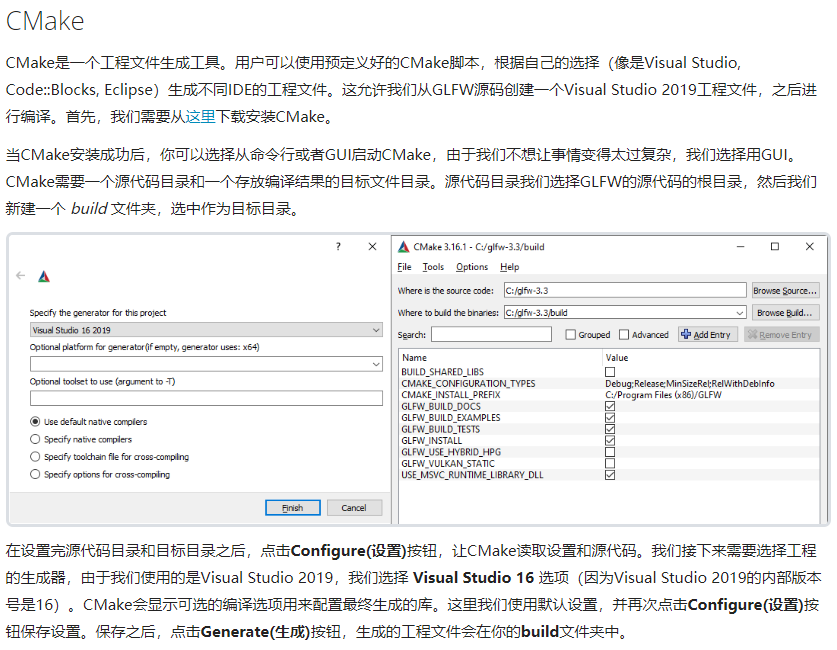 CMake
CMake是一个工程文件生成工具。用户可以使用预定义好的CMake脚本，根据自己的选择（像是Visual Studio,
Code::Blocks, Eclipse）生成不同IDE的工程文件。这允许我们从GLFW源码创建一个Visual Studio 2019工程文件，之后进
行编译。首先，我们需要从这里下载安装CMake。
当CMake安装成功后，你可以选择从命令行或者GUI启动CMake，由于我们不想让事情变得太过复杂，我们选择用GUI。
CMake需要一个源代码目录和一个存放编译结果的目标文件目录。源代码目录我们选择GLFW的源代码的根目录，然后我们
新建一个 build 文件夹，选中作为目标目录。
?
Specify the generator for this project
Visual Studio 16 2019
Optional platform for generator(if empty, generator uses: x64)
Optional toolset to use (argument to -T)
Use default native compilers
Specify native compilers
Specify toolchain file for cross-compiling
Specify options for cross-compiling
Finish Cancel
CMake 3.16.1 - C:/glfw-3.3/build
File Tools Options Help
Where is the source code: C:/glfw-3.3 Browse Source...
Where to build the binaries: C:/glfw-3.3/build Browse Build...
Search: Grouped Advanced Add Entry Remove Entry
Name Value
BUILD_SHARED_LIBS
CMAKE_CONFIGURATION_TYPES Debug;Release;MinSizeRel;RelWithDebInfo
CMAKE_INSTALL_PREFIX C:/Program Files (x86)/GLFW
GLFW_BUILD_DOCS
GLFW_BUILD_EXAMPLES
GLFW_BUILD_TESTS
GLFW_INSTALL
GLFW_USE_HYBRID_HPG
GLFW_VULKAN_STATIC
USE_MSVC_RUNTIME_LIBRARY_DLL
在设置完源代码目录和目标目录之后，点击Configure(设置)按钮，让CMake读取设置和源代码。我们接下来需要选择工程
的生成器，由于我们使用的是Visual Studio 2019，我们选择 Visual Studio 16 选项（因为Visual Studio 2019的内部版本
号是16）。CMake会显示可选的编译选项用来配置最终生成的库。这里我们使用默认设置，并再次点击Configure(设置)按
钮保存设置。保存之后，点击Generate(生成)按钮，生成的工程文件会在你的build文件夹中。